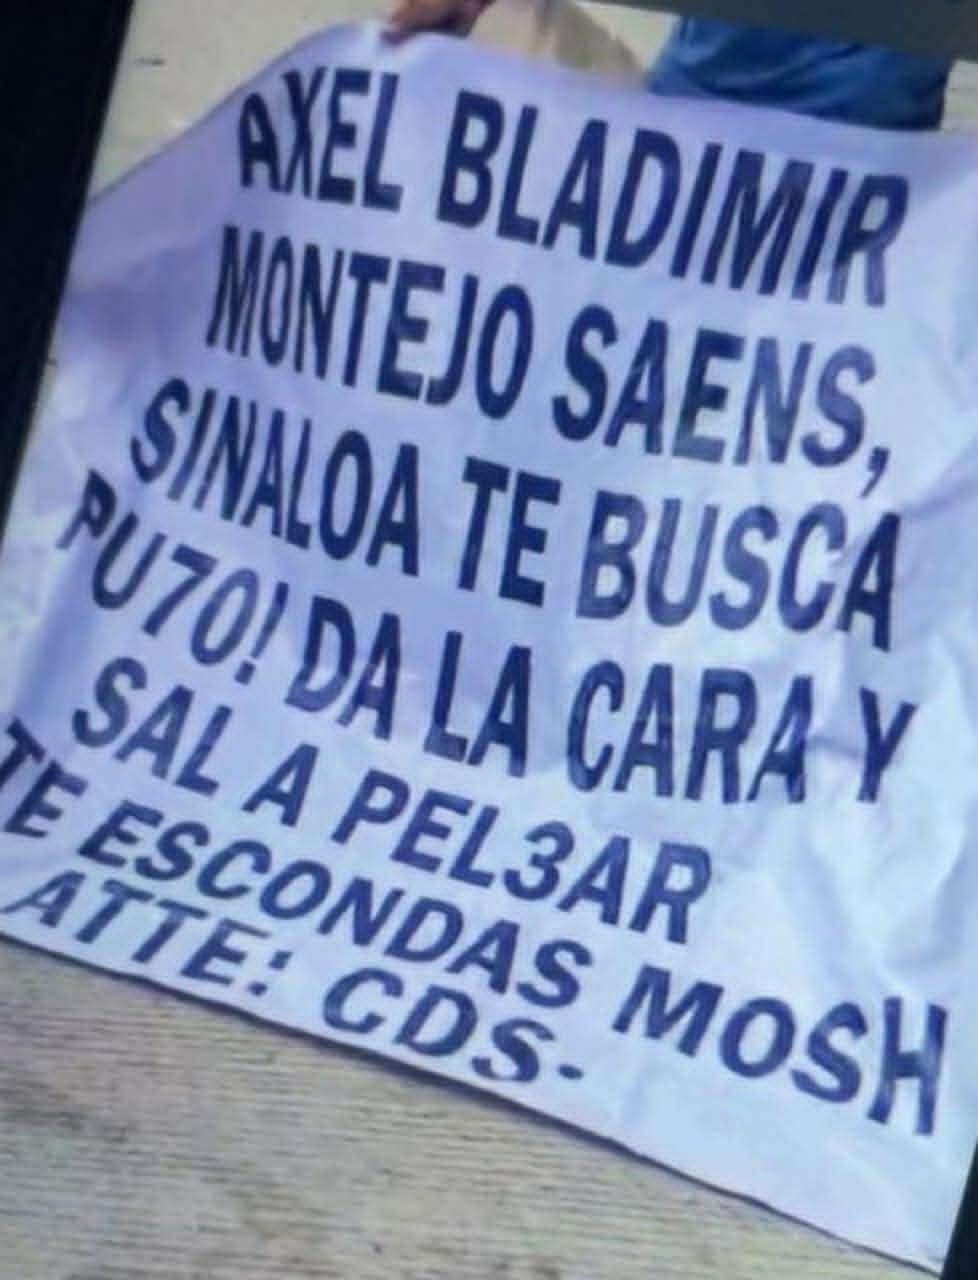 AXEL BLADIMIR
MONTEJO SAENS,
SINALOA TE BUSCA
PU70! DA LA CARA Y
SAL A PEL3AR
TE ESCONDAS MOSH
ATTE: CDS-